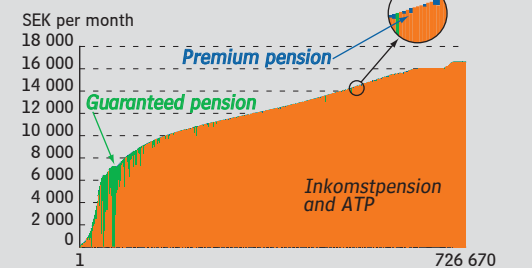 SEK per month
18 000
Premium pension
16 000
14 000
Guaranteed pension
12 000
10 000
8 000
6 000
Inkomstpension
and ATP
4 000
2 000
0
1
726 670